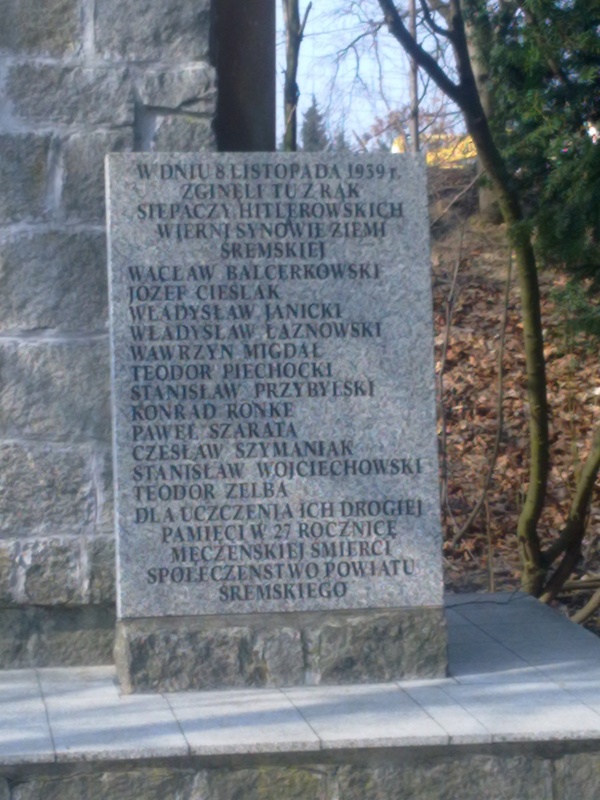 W DNIU 8 LISTOPADA 1939 r.
ZGINĘLI TU Z RĄK
SIEPACZY HITLEROWSKICH
WIERNI SYNOWIE ZIEMI
ŚREMSKIEJ
WACŁAW BALCERKOWSKI
JÓZEF CIEŚLAK
WŁADYSŁAW JANICKI
WŁADYSŁAW ŁAZNOWSKI
WAWRZYN MIGDAŁ
TEODOR PIECHOCKI
STANISŁAW PRZYBYLSKI
KONRAD RONKE
PAWEŁ SZARATA
CZESŁAW SZYMANIAK
STANISŁAW WOJCIECHOWSKI
TEODOR ZELBA
DLA UCZCZENIA ICH DROGIEJ
PAMIĘCI W 27 ROCZNICĘ
MĘCZEŃSKIEJ ŚMIERCI
SPOŁECZEŃSTWO POWIATU
ŚREMSKIEGO